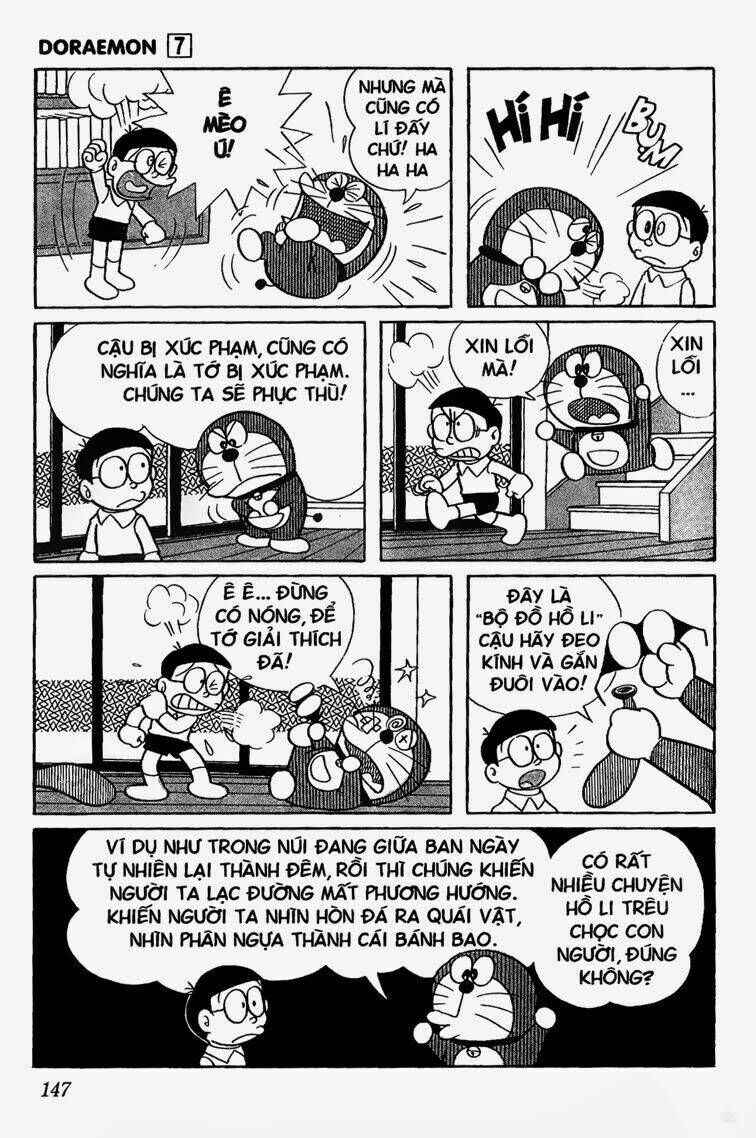 DORAEMON 7
HÍ HÍ
BUM
NHƯNG MÀ
CŨNG CÓ
LÍ ĐẤY
CHỨ! HA
HA HA
Ê
MÈO
Ú!
XIN
LỐI
...
XIN LỐI
MÀ!
CẬU BỊ XÚC PHẠM, CŨNG CÓ
NGHĨA LÀ TỚ BỊ XÚC PHẠM.
CHÚNG TA SẼ PHỤC THÙ!
ĐÂY LÀ
"BỘ ĐỒ HỒ LI"
CẬU HÃY ĐEO
KÍNH VÀ GẮN
ĐUÔI VÀO!
Ê Ê... ĐỪNG
CÓ NÓNG, ĐỂ
TỚ GIẢI THÍCH
ĐÃ!
CÓ RẤT
NHIỀU CHUYỆN
HỒ LI TRÊU
CHỌC CON
NGƯỜI, ĐÚNG
KHÔNG?
VÍ DỤ NHƯ TRONG NÚI ĐANG GIỮA BAN NGÀY
TỰ NHIÊN LẠI THÀNH ĐÊM, RỒI THÌ CHÚNG KHIẾN
NGƯỜI TA LẠC ĐƯỜNG MẤT PHƯƠNG HƯỚNG.
KHIẾN NGƯỜI TA NHÌN HÒN ĐÁ RA QUÁI VẬT,
NHÌN PHÂN NGỰA THÀNH CÁI BÁNH BAO.
147